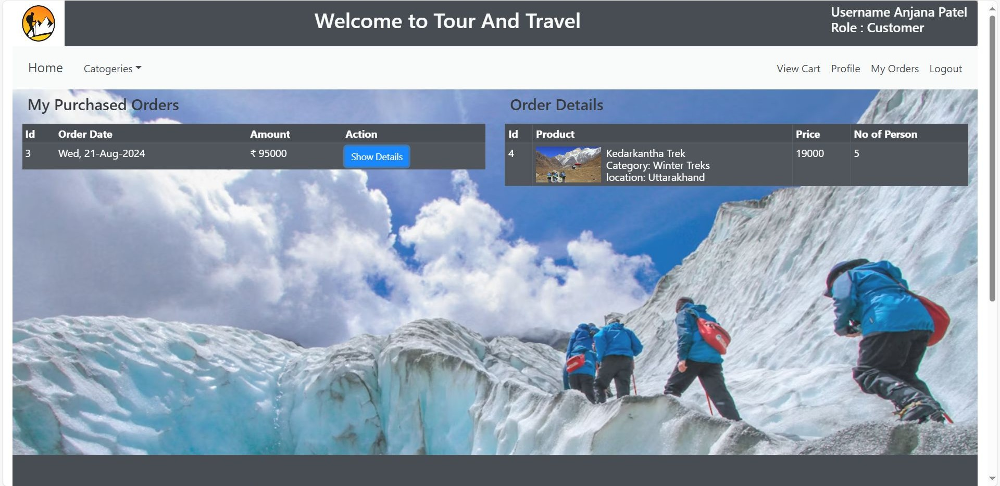 Welcome to Tour And Travel
Username Anjana Patel
Role : Customer
Home
Catogeries
View Cart
Profile
My Orders
Logout
My Purchased Orders
Id Order Date Amount Action
3 Wed, 21-Aug-2024 ₹ 95000 Show Details
Order Details
Id Product Price No of Person
4 Kedarkantha Trek 19000 5
Category: Winter Treks
location: Uttarakhand